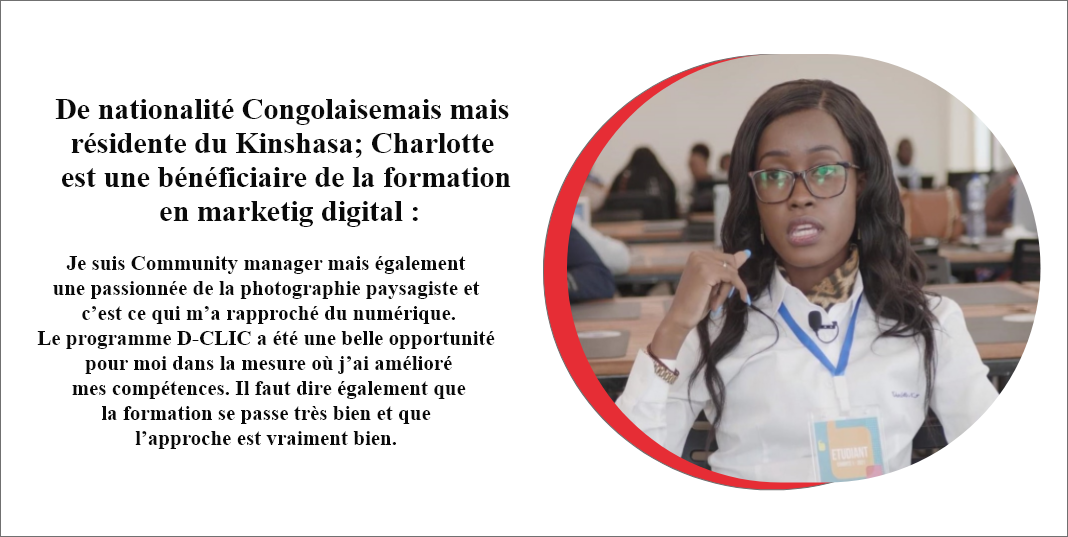 De nationalité Congolaisemais mais
résidente du Kinshasa; Charlotte
est une bénéficiaire de la formation
en marketig digital :
Je suis Community manager mais également
une passionnée de la photographie paysagiste et
c’est ce qui m’a rapproché du numérique.
Le programme D-CLIC a été une belle opportunité
pour moi dans la mesure où j’ai amélioré
mes compétences. Il faut dire également que
la formation se passe très bien et que
l’approche est vraiment bien.
ETUDIANT